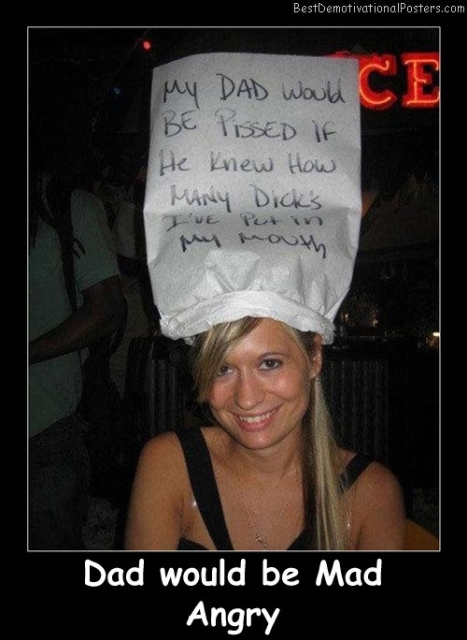 BestDemotivationalPosters.com
CE
My DAD would
BE PISSED IF
He Knew How
MANY DICK'S
I'VE PUT IN
My MOUTH
Dad would be Mad
Angry